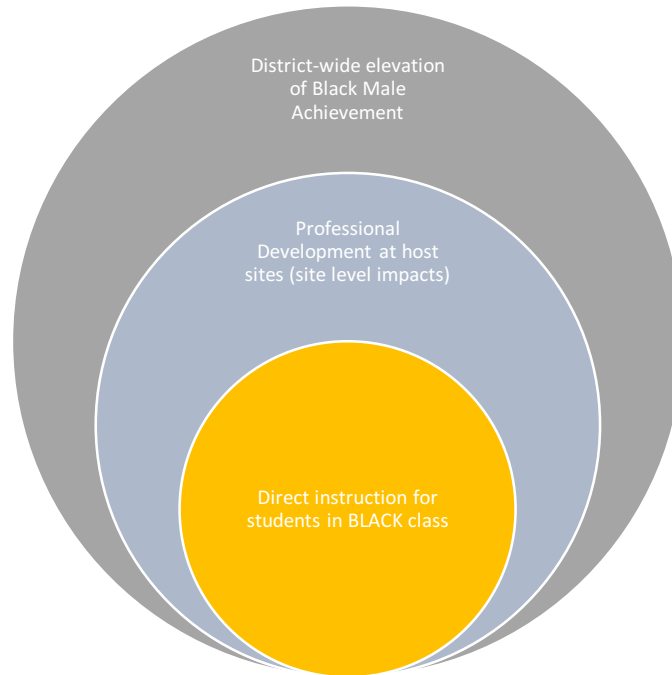 District-wide elevation
of Black Male
Achievement
Professional
Development at host
sites (site level impacts)
Direct instruction for
students in BLACK class